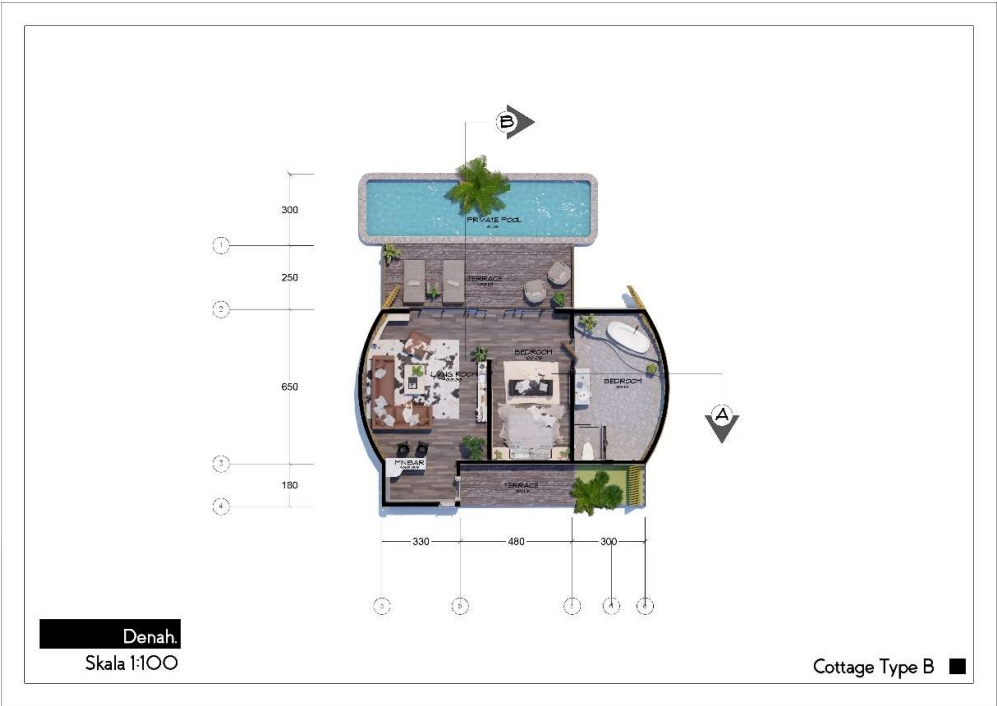 B
300
PRIVATE POOL
1
250
TERRACE
2
BEDROOM
LIVING ROOM
BEDROOM
650
A
MINIBAR
3
TERRACE
180
4
330
480
300
Denah.
Skala 1:100
Cottage Type B